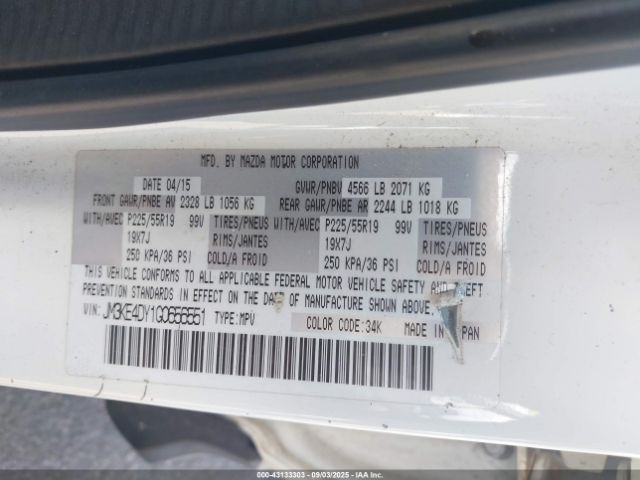 MFD. BY MAZDA MOTOR CORPORATION
DATE 04/15 GVWR/PNBV 4566 LB 2071 KG
FRONT GAWR/PNBE AV 2328 LB 1056 KG REAR GAWR/PNBE AR 2244 LB 1018 KG
WITH/AVEC P225/55R19 99V TIRES/PNEUS WITH/AVEC P225/55R19 99V TIRES/PNEUS
19X7J RIMS/JANTES 19X7J RIMS/JANTES
250 KPA/36 PSI COLD/A FROID 250 KPA/36 PSI COLD/A FROID
THIS VEHICLE CONFORMS TO ALL APPLICABLE FEDERAL MOTOR VEHICLE SAFETY AND THEFT
PREVENTION STANDARDS IN EFFECT ON THE DATE OF MANUFACTURE SHOWN ABOVE.
VIN: JM3KE4DY1G0656551 TYPE:MPV COLOR CODE:34K MADE IN JAPAN
000-43133303 - 09/03/2025 - IAA Inc.